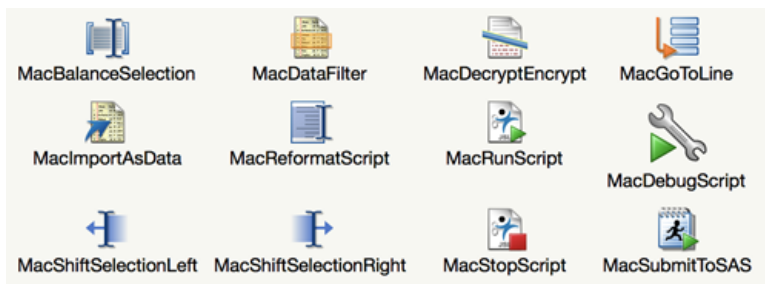 MacBalanceSelection
MacDataFilter
MacDecryptEncrypt
MacGoToLine
MacImportAsData
MacReformatScript
MacRunScript
MacDebugScript
MacShiftSelectionLeft
MacShiftSelectionRight
MacStopScript
MacSubmitToSAS